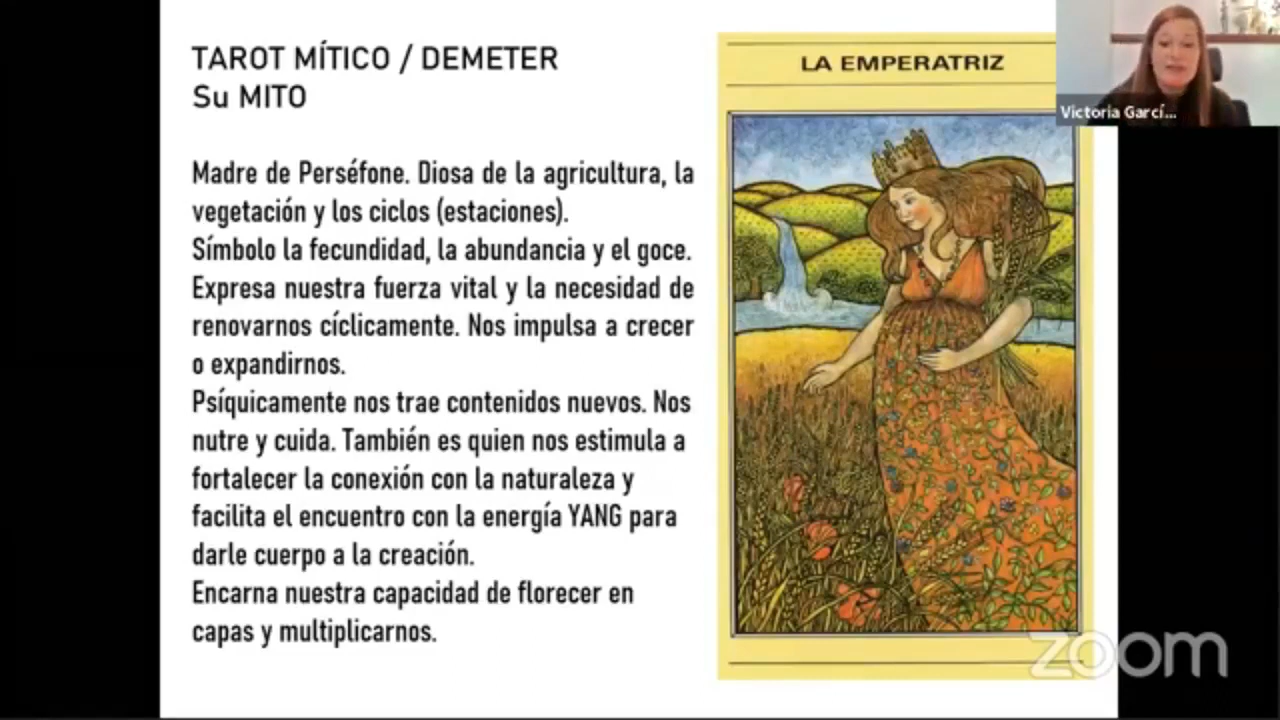 TAROT MÍTICO / DEMETER
Su MITO
Madre de Perséfone. Diosa de la agricultura, la
vegetación y los ciclos (estaciones).
Símbolo la fecundidad, la abundancia y el goce.
Expresa nuestra fuerza vital y la necesidad de
renovarnos cíclicamente. Nos impulsa a crecer
o expandirnos.
Psíquicamente nos trae contenidos nuevos. Nos
nutre y cuida. También es quien nos estimula a
fortalecer la conexión con la naturaleza y
facilita el encuentro con la energía YANG para
darle cuerpo a la creación.
Encarna nuestra capacidad de florecer en
capas y multiplicarnos.
LA EMPERATRIZ
Victoria Garcí...
zoom